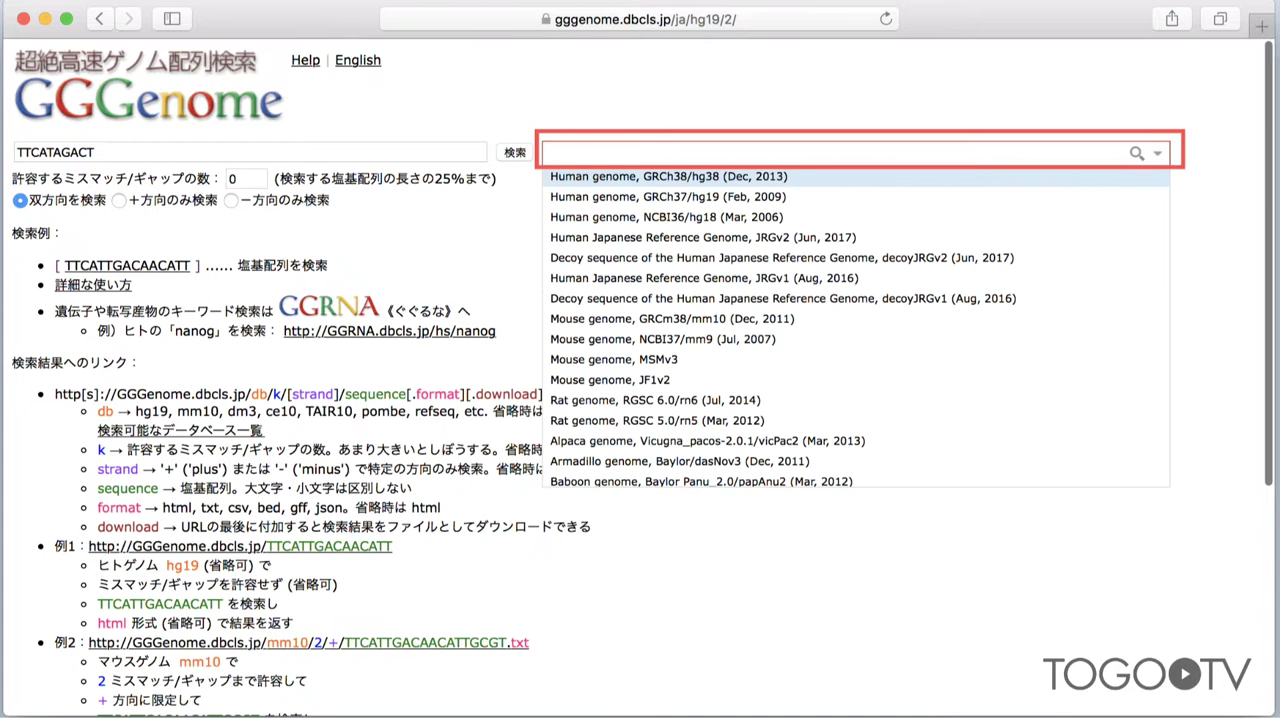 gggenome.dbcls.jp/ja/hg19/2/
超絶高速ゲノム配列検索
Help | English
GGGenome
TTCATAGACT
検索
許容するミスマッチ/ギャップの数： 0 (検索する塩基配列の長さの25%まで)
双方向を検索 +方向のみ検索 −方向のみ検索
検索例：
[ TTCATTGACAACATT ] ...... 塩基配列を検索
詳細な使い方
遺伝子や転写産物のキーワード検索は GGRNA 《ぐぐるな》へ
例）ヒトの「nanog」を検索： http://GGRNA.dbcls.jp/hs/nanog
検索結果へのリンク：
http[s]://GGGenome.dbcls.jp/db/k/[strand]/sequence[.format][.download]
db → hg19, mm10, dm3, ce10, TAIR10, pombe, refseq, etc. 省略時は
検索可能なデータベース一覧
k → 許容するミスマッチ/ギャップの数。あまり大きいとしぼうする。省略時
strand → '+' ('plus') または '-' ('minus') で特定の方向のみ検索。省略時は
sequence → 塩基配列。大文字・小文字は区別しない
format → html, txt, csv, bed, gff, json。省略時は html
download → URLの最後に付加すると検索結果をファイルとしてダウンロードできる
例1：http://GGGenome.dbcls.jp/TTCATTGACAACATT
ヒトゲノム hg19 (省略可) で
ミスマッチ/ギャップを許容せず (省略可)
TTCATTGACAACATT を検索し
html 形式 (省略可) で結果を返す
例2：http://GGGenome.dbcls.jp/mm10/2/+/TTCATTGACAACATTGCGT.txt
マウスゲノム mm10 で
2 ミスマッチ/ギャップまで許容して
+ 方向に限定して
Human genome, GRCh38/hg38 (Dec, 2013)
Human genome, GRCh37/hg19 (Feb, 2009)
Human genome, NCBI36/hg18 (Mar, 2006)
Human Japanese Reference Genome, JRGv2 (Jun, 2017)
Decoy sequence of the Human Japanese Reference Genome, decoyJRGv2 (Jun, 2017)
Human Japanese Reference Genome, JRGv1 (Aug, 2016)
Decoy sequence of the Human Japanese Reference Genome, decoyJRGv1 (Aug, 2016)
Mouse genome, GRCm38/mm10 (Dec, 2011)
Mouse genome, NCBI37/mm9 (Jul, 2007)
Mouse genome, MSMv3
Mouse genome, JF1v2
Rat genome, RGSC 6.0/rn6 (Jul, 2014)
Rat genome, RGSC 5.0/rn5 (Mar, 2012)
Alpaca genome, Vicugna_pacos-2.0.1/vicPac2 (Mar, 2013)
Armadillo genome, Baylor/dasNov3 (Dec, 2011)
Baboon genome, Baylor Panu_2.0/papAnu2 (Mar, 2012)
TOGO TV